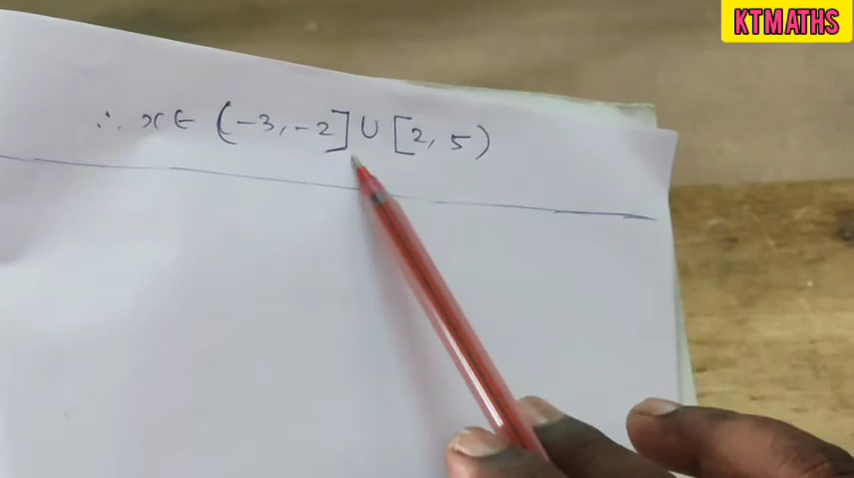 KTMATHS
∴ x ∈ (-3, -2] ∪ [2, 5)